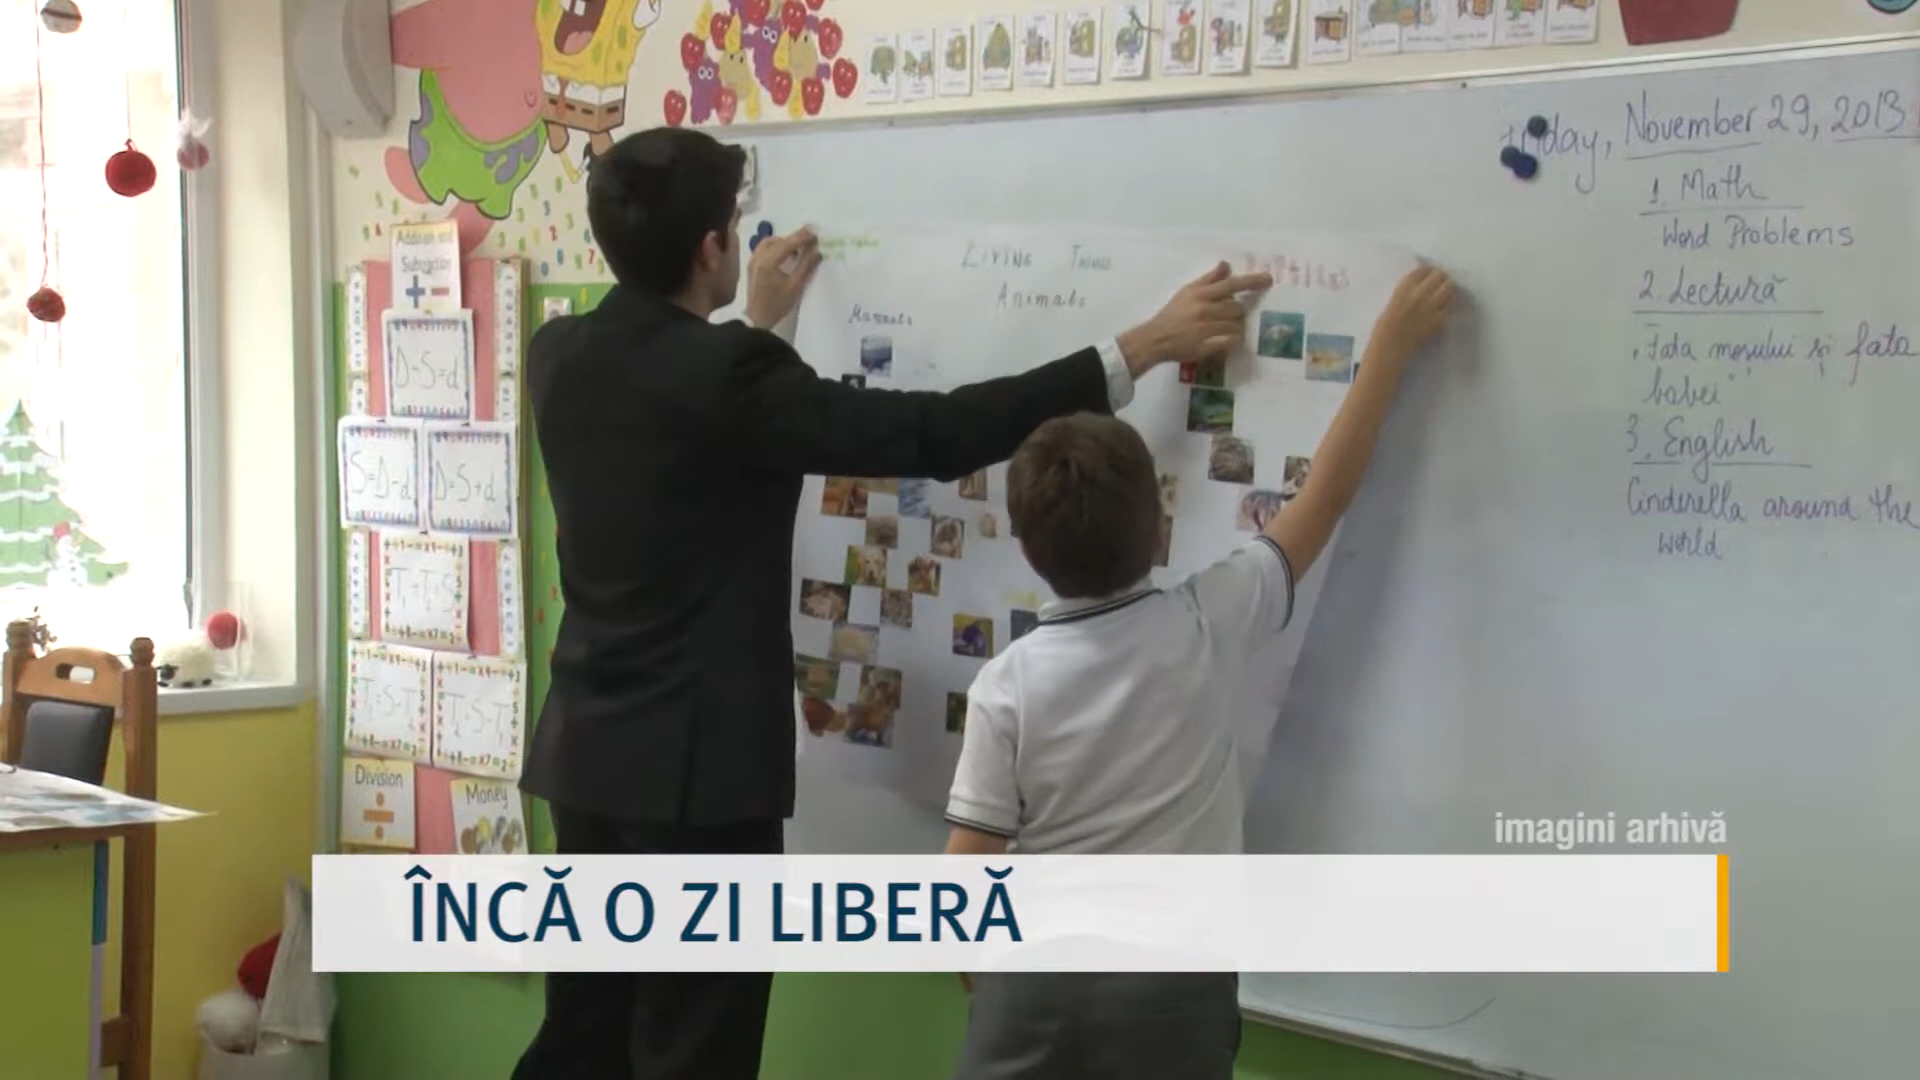 Friday, November 29, 2013
1. Math
Word Problems
2. Lectură
Fata moșului și fata
babei
3. English
Cinderella around the
world
Living Things
Animals
Mammals
Reptiles
Addition and
Subtraction
+ -
D-S=d
S=D-d
D=S+d
Division
Money
imagini arhivă
ÎNCĂ O ZI LIBERĂ